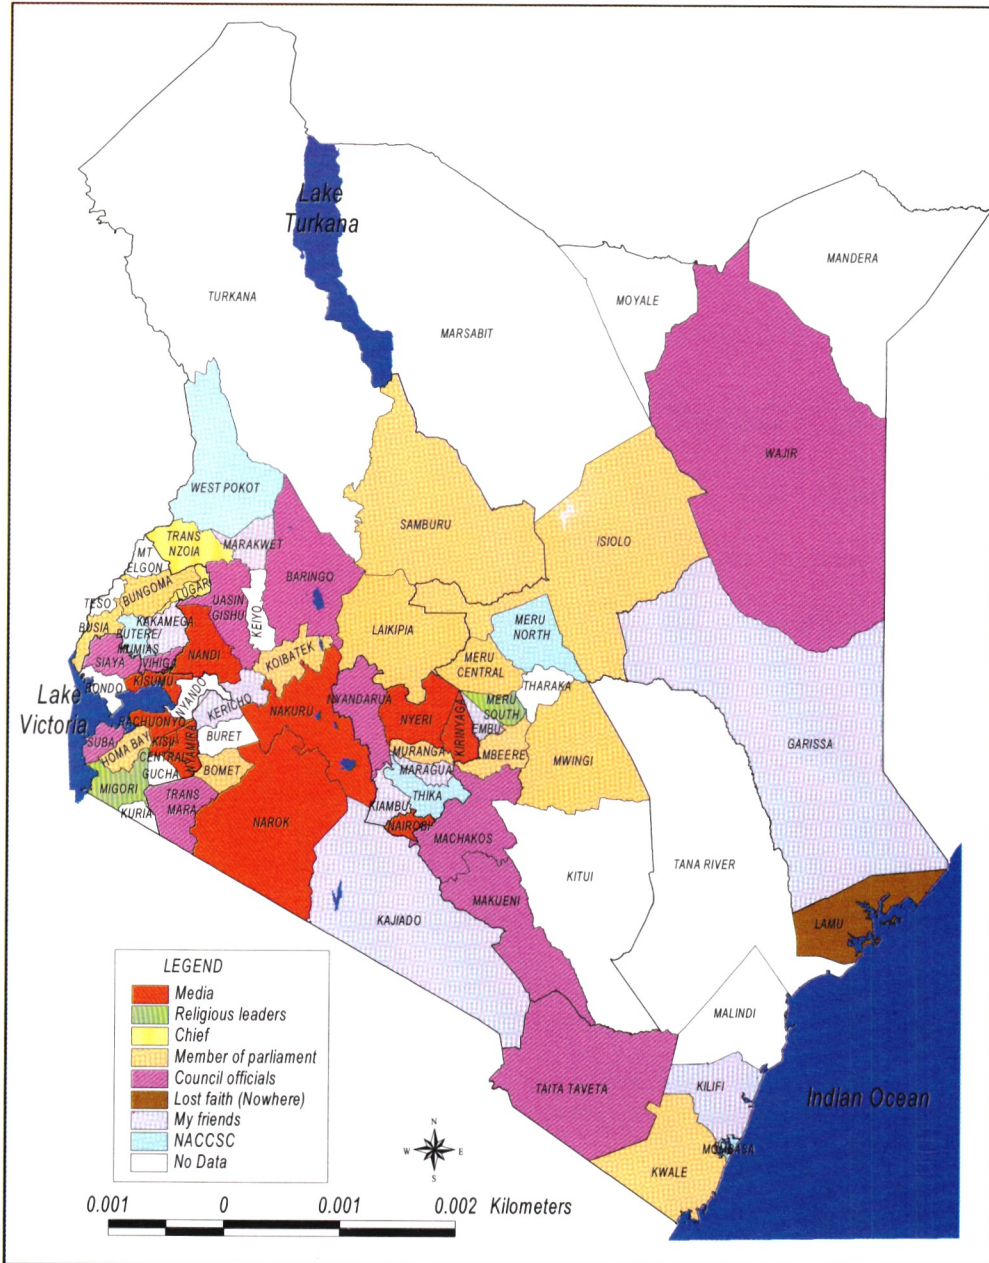 Lake
Turkana
MANDERA
TURKANA
MOYALE
MARSABIT
WAJIR
WEST POKOT
SAMBURU
ISIOLO
TRANS
NZOIA
MARAKWET
MT
ELGON
BARINGO
BUNGOMA
LUGARI
UASIN
GISHU
TESO
KEIYO
BUSIA
KAKAMEGA
BUTERE/
MUMIAS
LAIKIPIA
MERU
NORTH
NANDI
VIHIGA
SIAYA
KOIBATEK
MERU
CENTRAL
THARAKA
KISUMU
BONDO
NYANDO
Lake
Victoria
KERICHO
NAKURU
NYANDARUA
NYERI
KIRINYAGA
MERU
SOUTH
EMBU
RACHUONYO
SUBA
HOMA BAY
KISII
CENTRAL
NYAMIRA
BURET
MURANGA
MBEERE
MWINGI
GARISSA
GUCHA
BOMET
MARAGUA
MIGORI
TRANS
MARA
THIKA
KIAMBU
KURIA
NAROK
NAIROBI
MACHAKOS
KITUI
TANA RIVER
MAKUENI
KAJIADO
LAMU
MALINDI
TAITA TAVETA
KILIFI
Indian Ocean
MOMBASA
KWALE
LEGEND
Media
Religious leaders
Chief
Member of parliament
Council officials
Lost faith (Nowhere)
My friends
NACCSC
No Data
N
W
E
S
0.001 0 0.001 0.002 Kilometers